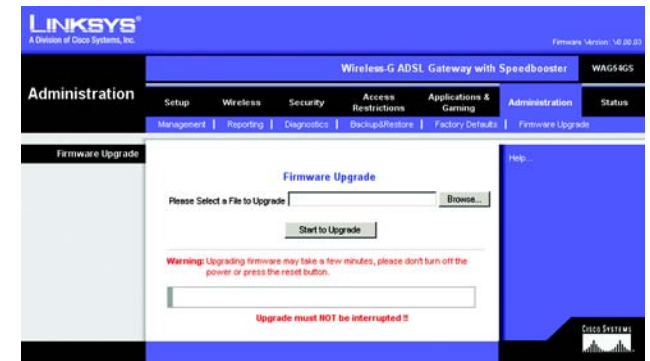 LINKSYS®
A Division of Cisco Systems, Inc.
Firmware Version: V0.00.03
Wireless-G ADSL Gateway with Speedbooster
WAG54GS
Administration
Setup
Wireless
Security
Access Restrictions
Applications & Gaming
Administration
Status
Management | Reporting | Diagnostics | Backup&Restore | Factory Defaults | Firmware Upgrade
Firmware Upgrade
Help...
Firmware Upgrade
Please Select a File to Upgrade
Browse...
Start to Upgrade
Warning: Upgrading firmware may take a few minutes, please don't turn off the
power or press the reset button.
Upgrade must NOT be interrupted !!
CISCO SYSTEMS